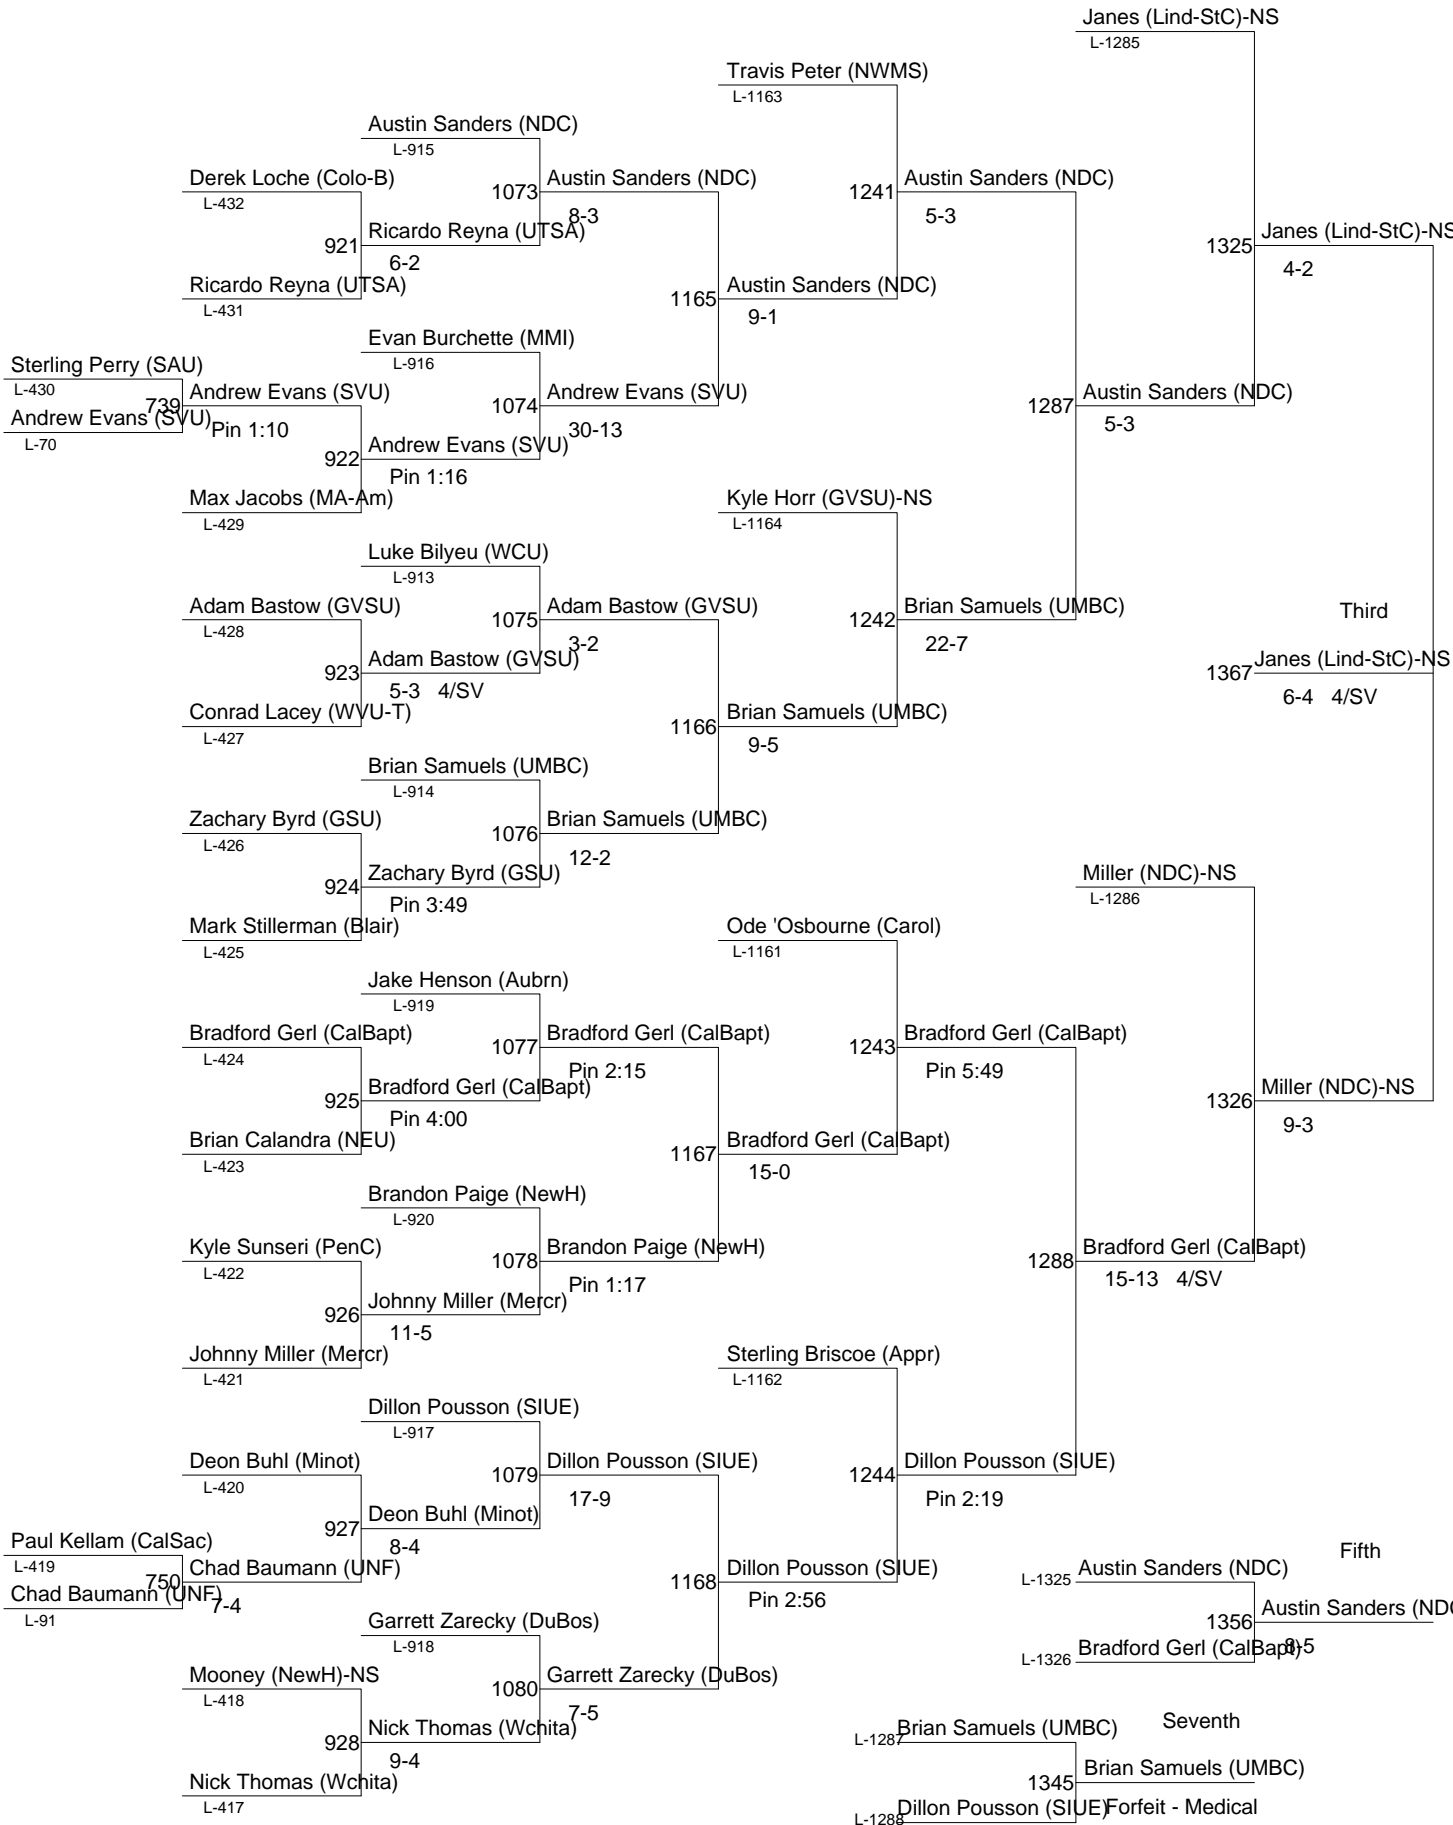 Janes (Lind-StC)-NS
L-1285
Travis Peter (NWMS)
L-1163
Austin Sanders (NDC)
L-915
Derek Loche (Colo-B)
L-432
1073
Austin Sanders (NDC)
8-3
1241
Austin Sanders (NDC)
5-3
921
Ricardo Reyna (UTSA)
6-2
1325
Janes (Lind-StC)-NS
4-2
Ricardo Reyna (UTSA)
L-431
1165
Austin Sanders (NDC)
9-1
Evan Burchette (MMI)
L-916
Sterling Perry (SAU)
L-430
739
Andrew Evans (SVU)
Pin 1:10
1074
Andrew Evans (SVU)
30-13
1287
Austin Sanders (NDC)
5-3
Andrew Evans (SVU)
L-70
922
Andrew Evans (SVU)
Pin 1:16
Max Jacobs (MA-Am)
L-429
Kyle Horr (GVSU)-NS
L-1164
Luke Bilyeu (WCU)
L-913
Adam Bastow (GVSU)
L-428
1075
Adam Bastow (GVSU)
3-2
1242
Brian Samuels (UMBC)
22-7
Third
923
Adam Bastow (GVSU)
5-3 4/SV
1367
Janes (Lind-StC)-NS
6-4 4/SV
Conrad Lacey (WVU-T)
L-427
1166
Brian Samuels (UMBC)
9-5
Brian Samuels (UMBC)
L-914
Zachary Byrd (GSU)
L-426
1076
Brian Samuels (UMBC)
12-2
924
Zachary Byrd (GSU)
Pin 3:49
Miller (NDC)-NS
L-1286
Mark Stillerman (Blair)
L-425
Ode 'Osbourne (Carol)
L-1161
Jake Henson (Aubrn)
L-919
Bradford Gerl (CalBapt)
L-424
1077
Bradford Gerl (CalBapt)
Pin 2:15
1243
Bradford Gerl (CalBapt)
Pin 5:49
925
Bradford Gerl (CalBapt)
Pin 4:00
1326
Miller (NDC)-NS
9-3
Brian Calandra (NEU)
L-423
1167
Bradford Gerl (CalBapt)
15-0
Brandon Paige (NewH)
L-920
Kyle Sunseri (PenC)
L-422
1078
Brandon Paige (NewH)
Pin 1:17
1288
Bradford Gerl (CalBapt)
15-13 4/SV
926
Johnny Miller (Mercr)
11-5
Johnny Miller (Mercr)
L-421
Sterling Briscoe (Appr)
L-1162
Dillon Pousson (SIUE)
L-917
Deon Buhl (Minot)
L-420
1079
Dillon Pousson (SIUE)
17-9
1244
Dillon Pousson (SIUE)
Pin 2:19
927
Deon Buhl (Minot)
8-4
Paul Kellam (CalSac)
L-419
750
Chad Baumann (UNF)
7-4
1168
Dillon Pousson (SIUE)
Pin 2:56
Chad Baumann (UNF)
L-91
Fifth
L-1325
Austin Sanders (NDC)
1356
Austin Sanders (NDC
8-5
L-1326
Bradford Gerl (CalBapt)
Garrett Zarecky (DuBos)
L-918
Mooney (NewH)-NS
L-418
1080
Garrett Zarecky (DuBos)
7-5
928
Nick Thomas (Wchita)
9-4
Nick Thomas (Wchita)
L-417
Seventh
L-1287
Brian Samuels (UMBC)
1345
Brian Samuels (UMBC)
Forfeit - Medical
L-1288
Dillon Pousson (SIUE)